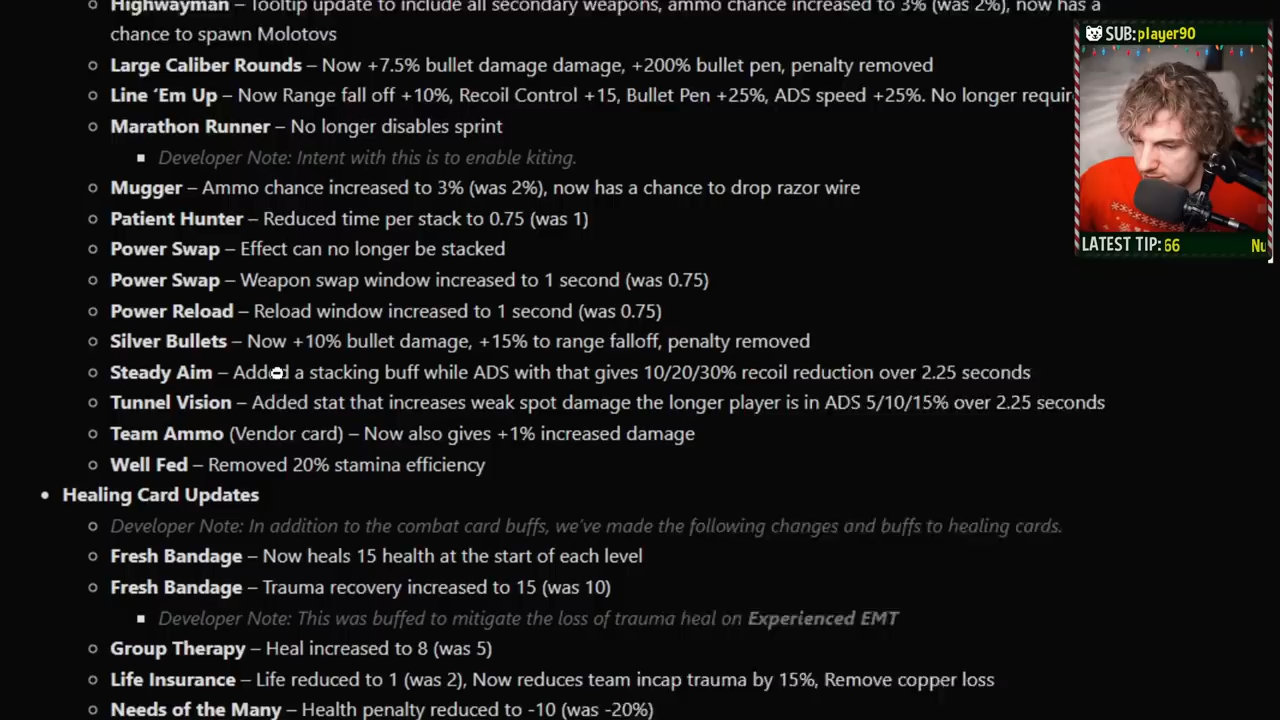 Highwayman – Tooltip update to include all secondary weapons, ammo chance increased to 3% (was 2%), now has a
chance to spawn Molotovs
Large Caliber Rounds – Now +7.5% bullet damage damage, +200% bullet pen, penalty removed
Line ‘Em Up – Now Range fall off +10%, Recoil Control +15, Bullet Pen +25%, ADS speed +25%. No longer requir
Marathon Runner – No longer disables sprint
Developer Note: Intent with this is to enable kiting.
Mugger – Ammo chance increased to 3% (was 2%), now has a chance to drop razor wire
Patient Hunter – Reduced time per stack to 0.75 (was 1)
Power Swap – Effect can no longer be stacked
Power Swap – Weapon swap window increased to 1 second (was 0.75)
Power Reload – Reload window increased to 1 second (was 0.75)
Silver Bullets – Now +10% bullet damage, +15% to range falloff, penalty removed
Steady Aim – Added a stacking buff while ADS with that gives 10/20/30% recoil reduction over 2.25 seconds
Tunnel Vision – Added stat that increases weak spot damage the longer player is in ADS 5/10/15% over 2.25 seconds
Team Ammo (Vendor card) – Now also gives +1% increased damage
Well Fed – Removed 20% stamina efficiency
Healing Card Updates
Developer Note: In addition to the combat card buffs, we’ve made the following changes and buffs to healing cards.
Fresh Bandage – Now heals 15 health at the start of each level
Fresh Bandage – Trauma recovery increased to 15 (was 10)
Developer Note: This was buffed to mitigate the loss of trauma heal on Experienced EMT
Group Therapy – Heal increased to 8 (was 5)
Life Insurance – Life reduced to 1 (was 2), Now reduces team incap trauma by 15%, Remove copper loss
Needs of the Many – Health penalty reduced to -10 (was -20%)
SUB: player90
LATEST TIP: 66 Nu